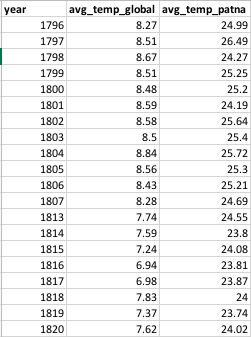 year avg_temp_global avg_temp_patna
1796 8.27 24.99
1797 8.51 26.49
1798 8.67 24.27
1799 8.51 25.25
1800 8.48 25.2
1801 8.59 24.19
1802 8.58 25.64
1803 8.5 25.4
1804 8.84 25.72
1805 8.56 25.3
1806 8.43 25.21
1807 8.28 24.69
1813 7.74 24.55
1814 7.59 23.8
1815 7.24 24.08
1816 6.94 23.81
1817 6.98 23.87
1818 7.83 24
1819 7.37 23.74
1820 7.62 24.02